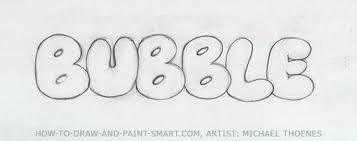 BUBBLE
HOW-TO-DRAW-AND-PAINT-SMART.COM, ARTIST: MICHAEL THOENES